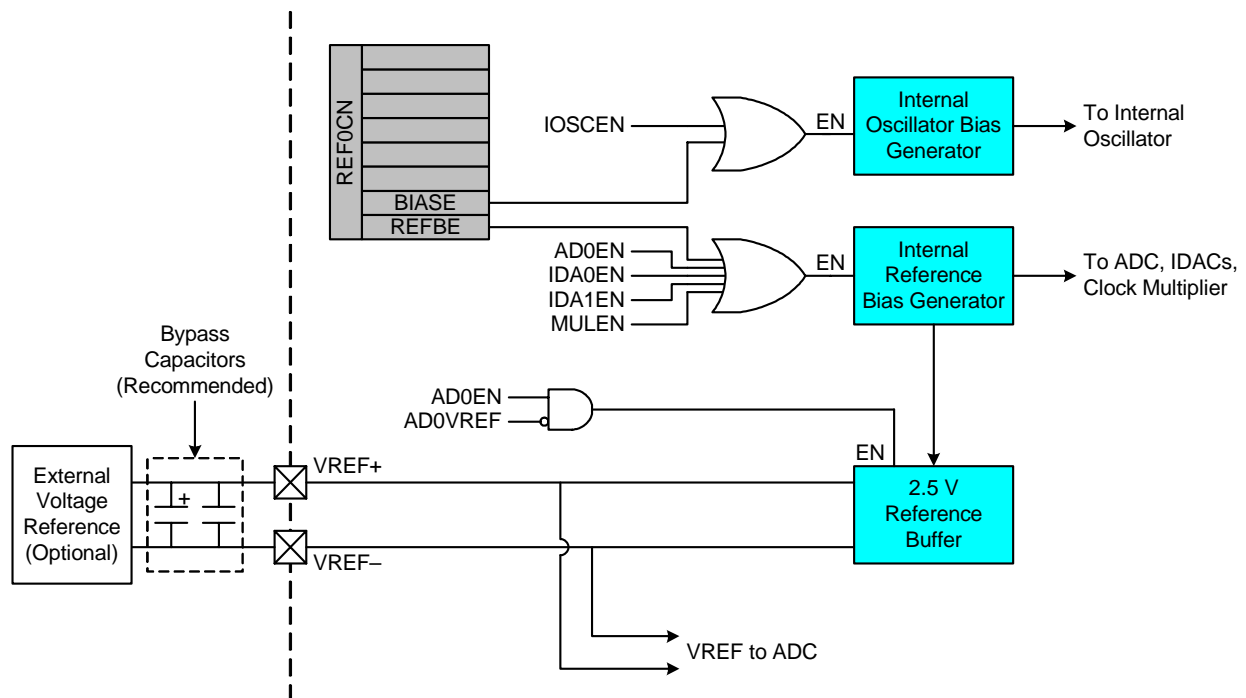 REF0CN
BIASE
REFBE
IOSCEN
EN
Internal
Oscillator Bias
Generator
To Internal
Oscillator
AD0EN
IDA0EN
IDA1EN
MULEN
EN
Internal
Reference
Bias Generator
To ADC, IDACs,
Clock Multiplier
Bypass
Capacitors
(Recommended)
AD0EN
AD0VREF
EN
External
Voltage
Reference
(Optional)
+
VREF+
VREF–
2.5 V
Reference
Buffer
VREF to ADC